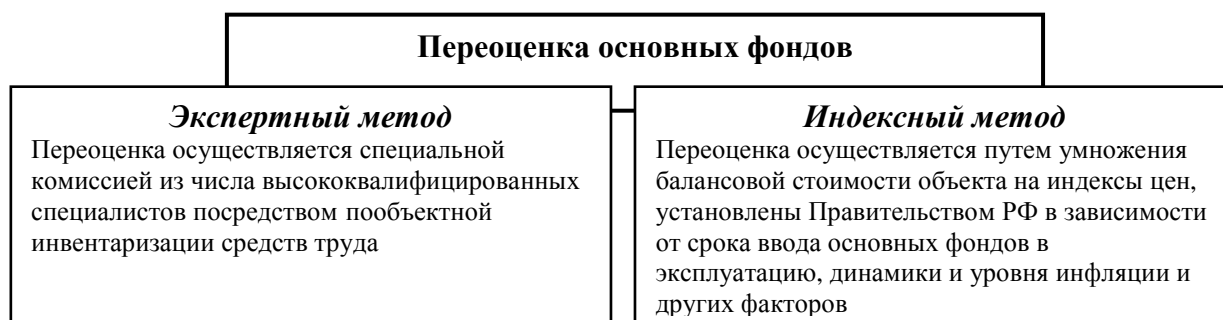 Переоценка основных фондов
Экспертный метод
Переоценка осуществляется специальной
комиссией из числа высококвалифицированных
специалистов посредством пообъектной
инвентаризации средств труда
Индексный метод
Переоценка осуществляется путем умножения
балансовой стоимости объекта на индексы цен,
установлены Правительством РФ в зависимости
от срока ввода основных фондов в
эксплуатацию, динамики и уровня инфляции и
других факторов